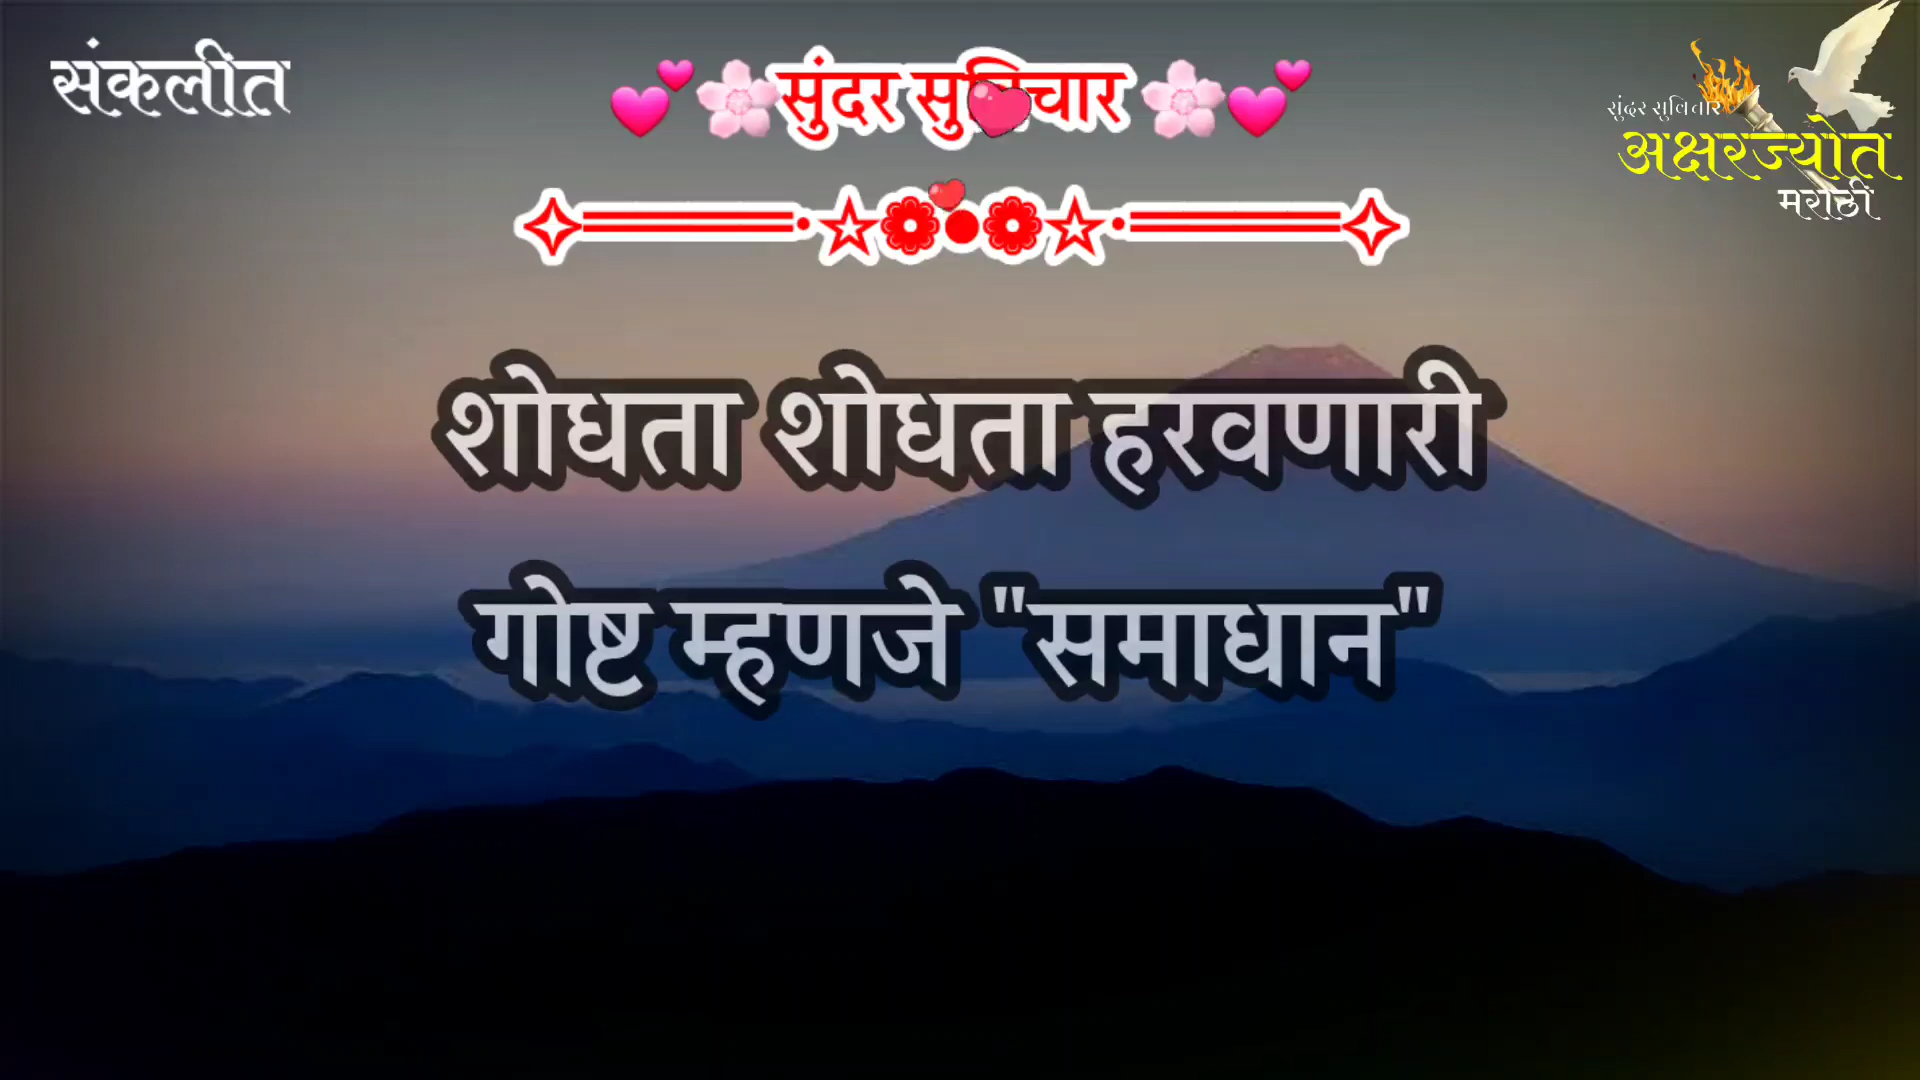 संकलीत
सुंदर सुविचार
सुंदर सुविचार
अक्षरज्योत
मराठी
शोधता शोधता हरवणारी
गोष्ट म्हणजे "समाधान"